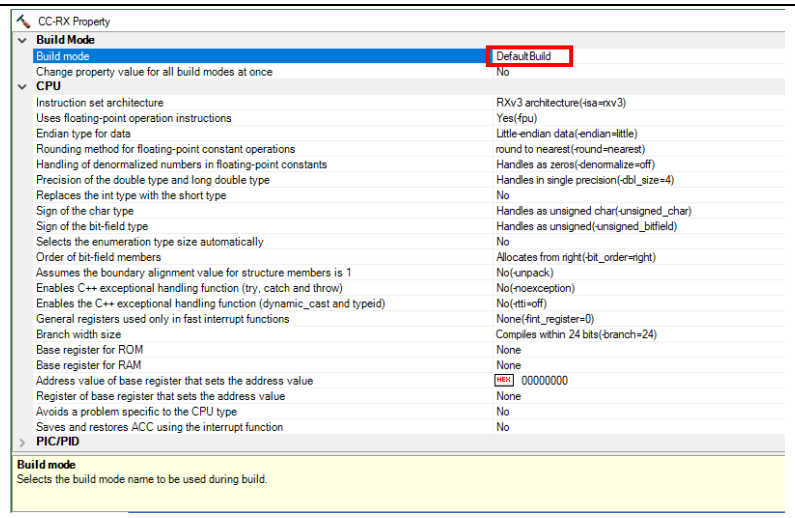 CC-RX Property
Build Mode
Build mode DefaultBuild
Change property value for all build modes at once No
CPU
Instruction set architecture RXv3 architecture(-isa=rxv3)
Uses floating-point operation instructions Yes(-fpu)
Endian type for data Little-endian data(-endian=little)
Rounding method for floating-point constant operations round to nearest(-round=nearest)
Handling of denormalized numbers in floating-point constants Handles as zeros(-denormalize=off)
Precision of the double type and long double type Handles in single precision(-dbl_size=4)
Replaces the int type with the short type No
Sign of the char type Handles as unsigned char(-unsigned_char)
Sign of the bit-field type Handles as unsigned(-unsigned_bitfield)
Selects the enumeration type size automatically No
Order of bit-field members Allocates from right(-bit_order=right)
Assumes the boundary alignment value for structure members is 1 No(-unpack)
Enables C++ exceptional handling function (try, catch and throw) No(-noexception)
Enables the C++ exceptional handling function (dynamic_cast and typeid) No(-rtti=off)
General registers used only in fast interrupt functions None(-fint_register=0)
Branch width size Compiles within 24 bits(-branch=24)
Base register for ROM None
Base register for RAM None
Address value of base register that sets the address value HEX 00000000
Register of base register that sets the address value None
Avoids a problem specific to the CPU type No
Saves and restores ACC using the interrupt function No
PIC/PID
Build mode
Selects the build mode name to be used during build.